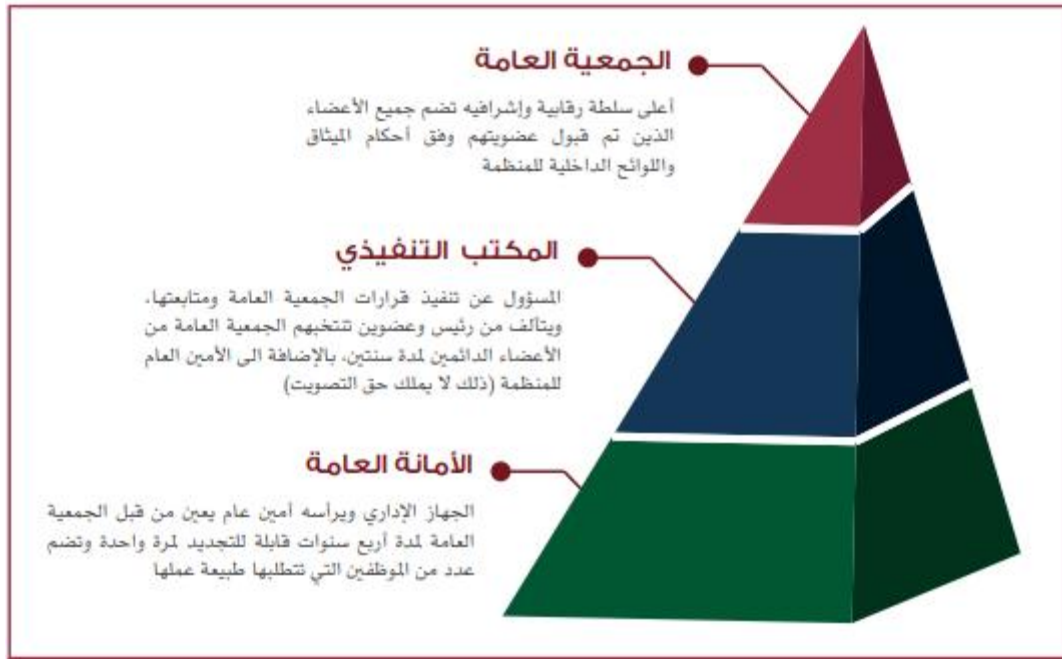 الجمعية العامة
أعلى سلطة رقابية وإشرافيه تضم جميع الأعضاء
الذين تم قبول عضويتهم وفق أحكام الميثاق
واللوائح الداخلية للمنظمة
المكتب التنفيذي
المسؤول عن تنفيذ قرارات الجمعية العامة ومتابعتها،
ويتألف من رئيس وعضوين تنتخبهم الجمعية العامة من
الأعضاء الدائمين لمدة سنتين، بالإضافة الى الأمين العام
للمنظمة (ذلك لا يملك حق التصويت)
الأمانة العامة
الجهاز الإداري ويرأسه أمين عام يعين من قبل الجمعية
العامة لمدة أربع سنوات قابلة للتجديد لمرة واحدة وتضم
عدد من الموظفين التي تتطلبها طبيعة عملها